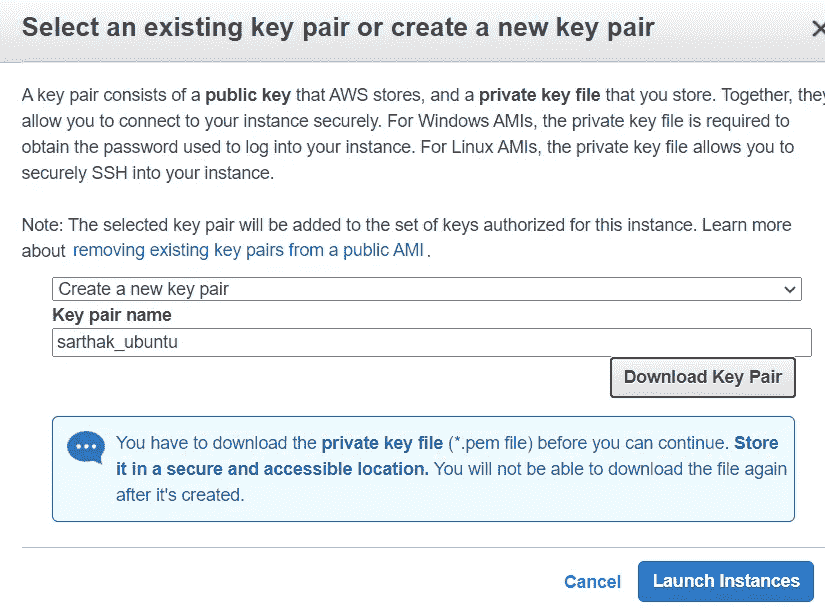 Select an existing key pair or create a new key pair
A key pair consists of a public key that AWS stores, and a private key file that you store. Together, they
allow you to connect to your instance securely. For Windows AMIs, the private key file is required to
obtain the password used to log into your instance. For Linux AMIs, the private key file allows you to
securely SSH into your instance.
Note: The selected key pair will be added to the set of keys authorized for this instance. Learn more
about removing existing key pairs from a public AMI.
Create a new key pair
Key pair name
sarthak_ubuntu
Download Key Pair
You have to download the private key file (*.pem file) before you can continue. Store
it in a secure and accessible location. You will not be able to download the file again
after it's created.
Cancel Launch Instances